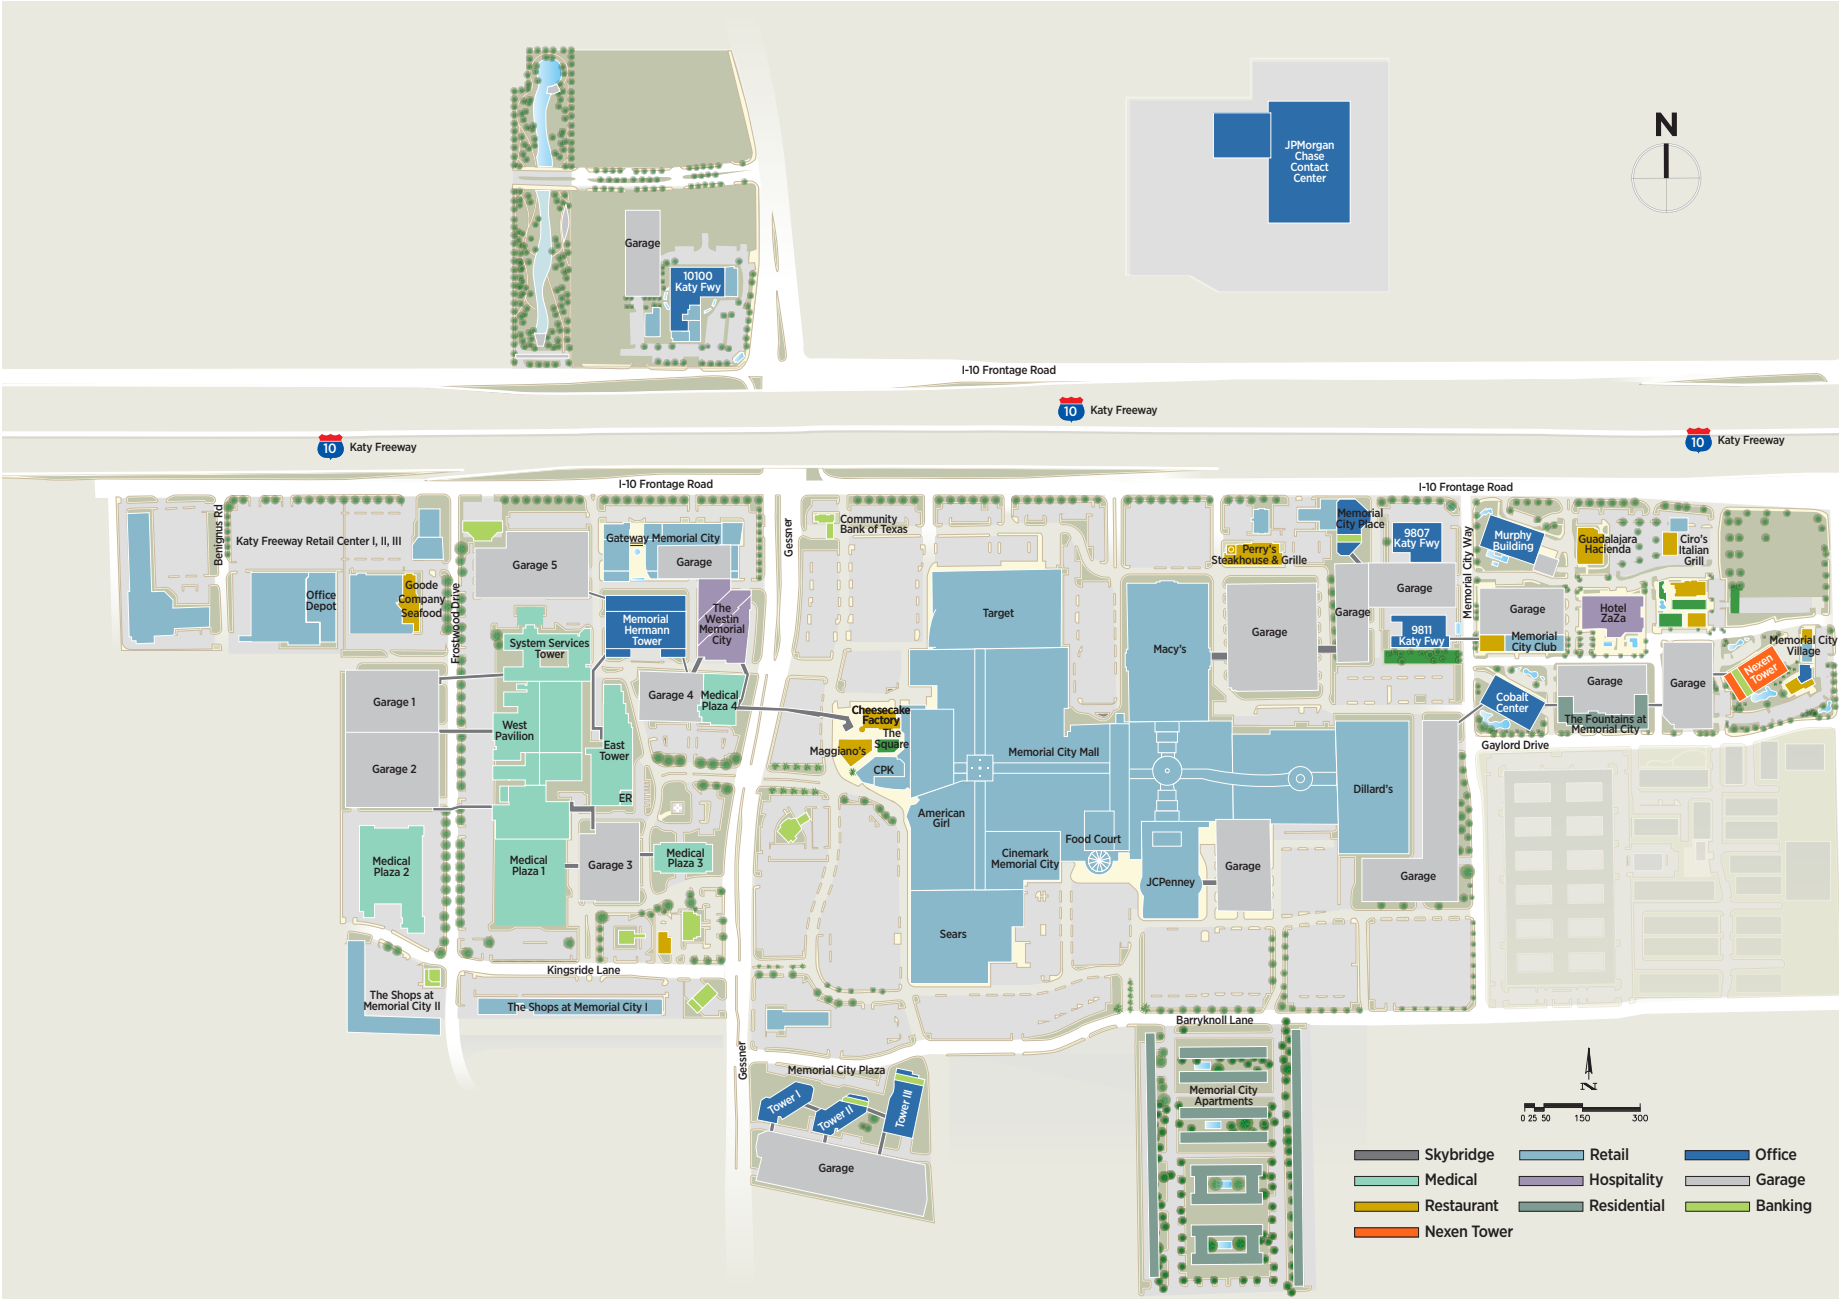 N
JPMorgan
Chase
Contact
Center
Garage
10100
Katy Fwy
I-10 Frontage Road
10 Katy Freeway
10 Katy Freeway
10 Katy Freeway
I-10 Frontage Road
I-10 Frontage Road
Benignus Rd
Katy Freeway Retail Center I, II, III
Office
Depot
Goode
Company
Seafood
Frostwood Drive
Garage 5
Gateway Memorial City
Garage
Gessner
Community
Bank of Texas
The
Westin
Memorial
City
Memorial
Hermann
Tower
System Services
Tower
Garage 4
Medical
Plaza 4
Garage 1
Garage 2
West
Pavilion
East
Tower
ER
Medical
Plaza 2
Medical
Plaza 1
Garage 3
Medical
Plaza 3
Kingsride Lane
The Shops at
Memorial City II
The Shops at Memorial City I
Gessner
Cheesecake
Factory
The
Square
Maggiano's
CPK
Target
Macy's
Memorial City Mall
American
Girl
Cinemark
Memorial City
Food Court
JCPenney
Sears
Dillard's
Garage
Garage
Garage
Perry's
Steakhouse & Grille
Memorial
City Place
9807
Katy Fwy
Garage
Garage
9811
Katy Fwy
Memorial City Way
Murphy
Building
Guadalajara
Hacienda
Ciro's
Italian
Grill
Garage
Memorial
City Club
Hotel
ZaZa
Memorial City
Village
Nexen
Tower
Garage
Garage
Cobalt
Center
The Fountains at
Memorial City
Gaylord Drive
Barryknoll Lane
Memorial City
Apartments
Memorial City Plaza
Tower I
Tower II
Tower III
Garage
N
0 25 50 150 300
Skybridge
Retail
Office
Medical
Hospitality
Garage
Restaurant
Residential
Banking
Nexen Tower